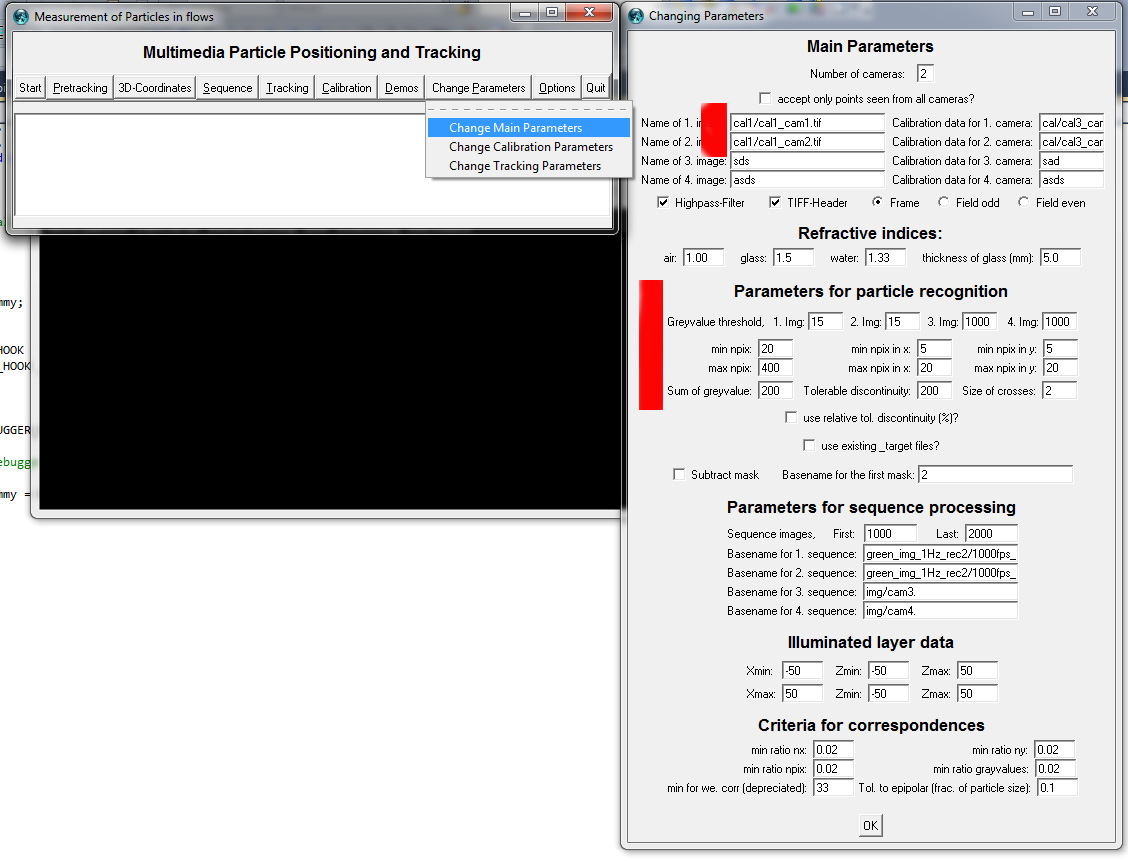 Measurement of Particles in flows
Multimedia Particle Positioning and Tracking
Start Pretracking 3D-Coordinates Sequence Tracking Calibration Demos Change Parameters Options Quit
Change Main Parameters
Change Calibration Parameters
Change Tracking Parameters
mmy;
HOOK
_HOOK
UGGER
ebugge
mmy =
Changing Parameters
Main Parameters
Number of cameras: 2
accept only points seen from all cameras?
Name of 1. cal1/cal1_cam1.tif Calibration data for 1. camera: cal/cal3_car
Name of 2. cal1/cal1_cam2.tif Calibration data for 2. camera: cal/cal3_car
Name of 3. image: sds Calibration data for 3. camera: sad
Name of 4. image: asds Calibration data for 4. camera: asds
Highpass-Filter TIFF-Header Frame Field odd Field even
Refractive indices:
air: 1.00 glass: 1.5 water: 1.33 thickness of glass (mm): 5.0
Parameters for particle recognition
Greyvalue threshold, 1. Img: 15 2. Img: 15 3. Img: 1000 4. Img: 1000
min npix: 20 min npix in x: 5 min npix in y: 5
max npix: 400 max npix in x: 20 max npix in y: 20
Sum of greyvalue: 200 Tolerable discontinuity: 200 Size of crosses: 2
use relative tol. discontinuity (%)?
use existing _target files?
Subtract mask Basename for the first mask: 2
Parameters for sequence processing
Sequence images, First: 1000 Last: 2000
Basename for 1. sequence: green_img_1Hz_rec2/1000fps_
Basename for 2. sequence: green_img_1Hz_rec2/1000fps_
Basename for 3. sequence: img/cam3.
Basename for 4. sequence: img/cam4.
Illuminated layer data
Xmin: -50 Zmin: -50 Zmax: 50
Xmax: 50 Zmin: -50 Zmax: 50
Criteria for correspondences
min ratio nx: 0.02 min ratio ny: 0.02
min ratio npix: 0.02 min ratio grayvalues: 0.02
min for we. corr (depreciated): 33 Tol. to epipolar (frac. of particle size): 0.1
OK